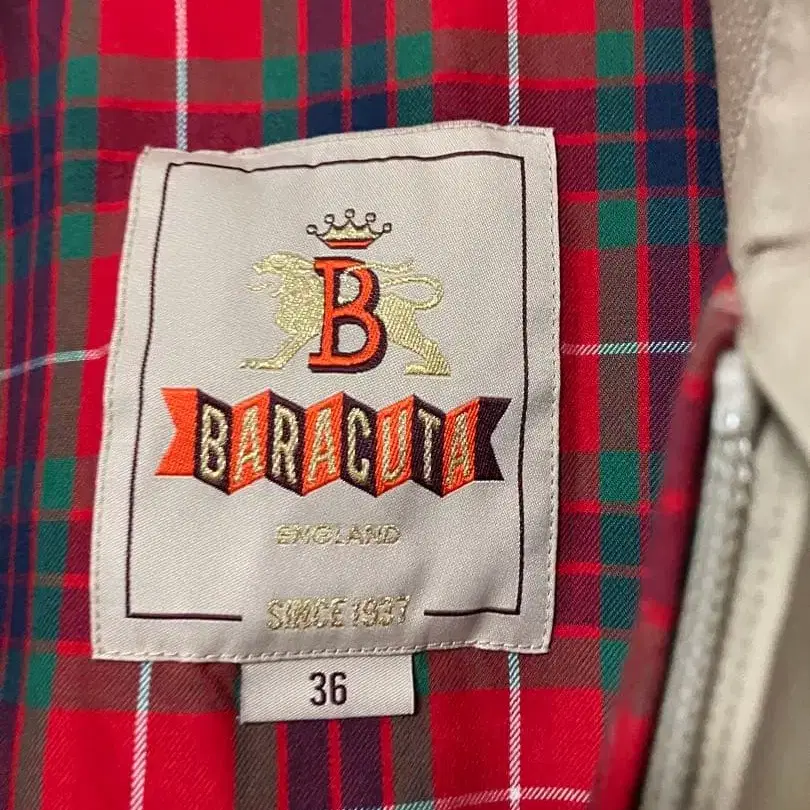 B
BARACUTA
ENGLAND
SINCE 1937
36